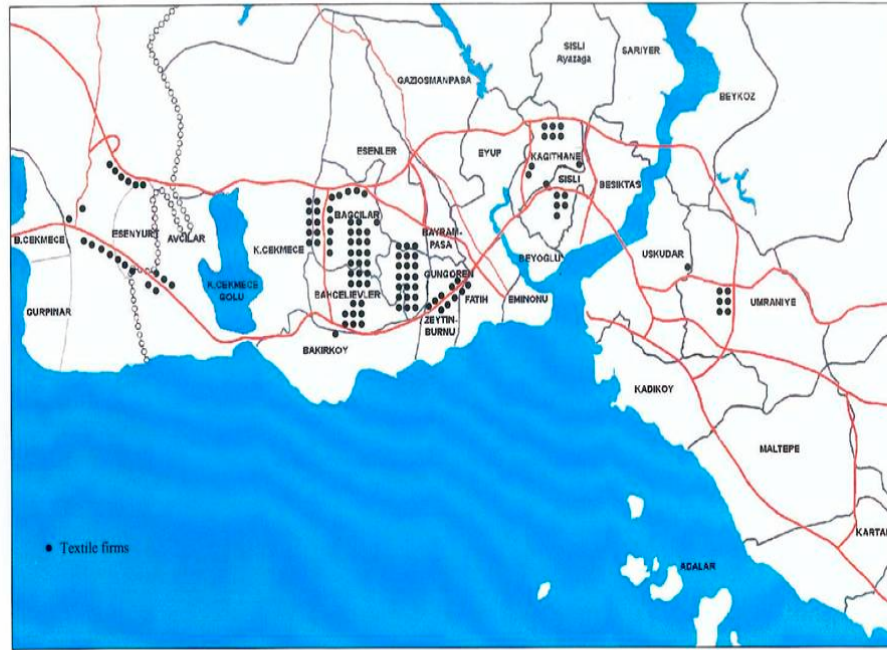 SISLI
Ayazaga
SARIYER
GAZIOSMANPASA
BEYKOZ
ESENLER
EYUP
KAGITHANE
SISLI
BESIKTAS
BAGCILAR
B.CEKMECE
ESENYURT
AVCILAR
K.CEKMECE
BAYRAM-
PASA
BEYOGLU
USKUDAR
K.CEKMECE
GOLU
GUNGOREN
BAHCELIEVLER
FATIH
EMINONU
UMRANIYE
GURPINAR
ZEYTIN-
BURNU
BAKIRKOY
KADIKOY
MALTEPE
KARTAL
Textile firms
ADALAR